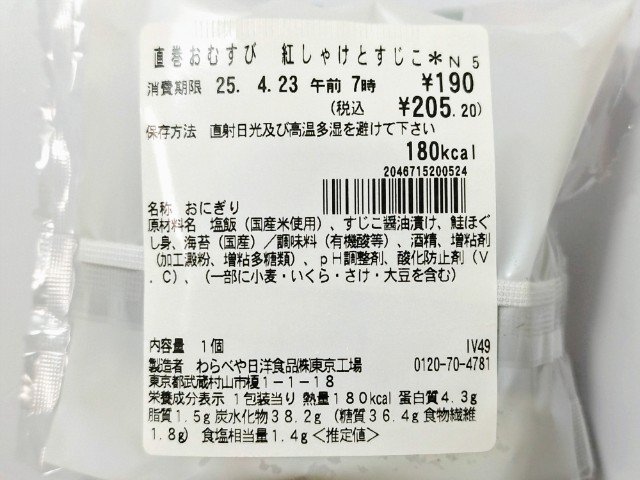 直巻おむすび　紅しゃけとすじこ＊Ｎ５
消費期限 25. 4.23 午前 7時 ¥190
(税込 ¥205.20)
保存方法　直射日光及び高温多湿を避けて下さい
180kcal
2046715200524
名称　おにぎり
原材料名　塩飯（国産米使用）、すじこ醤油漬け、鮭ほぐ
し身、海苔（国産）／調味料（有機酸等）、酒精、増粘剤
（加工澱粉、増粘多糖類）、ｐＨ調整剤、酸化防止剤（Ｖ
．Ｃ）、（一部に小麦・いくら・さけ・大豆を含む）
内容量　１個 IV49
製造者　わらべや日洋食品㈱東京工場 0120-70-4781
東京都武蔵村山市榎１－１－１８
栄養成分表示　１包装当り　熱量１８０kcal 蛋白質４.３g
脂質１.５g 炭水化物３８.２g（糖質３６.４g 食物繊維
１.８g）　食塩相当量１.４g＜推定値＞